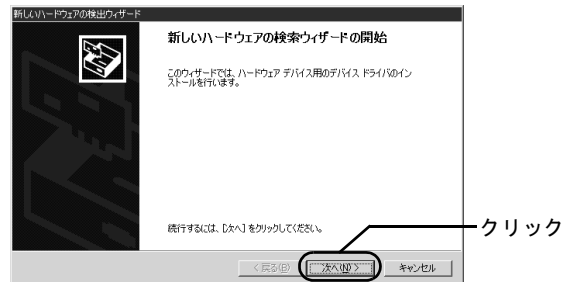 新しいハードウェアの検出ウィザード
新しいハードウェアの検索ウィザードの開始
このウィザードでは、ハードウェア デバイス用のデバイス ドライバのイン
ストールを行います。
続行するには、[次へ] をクリックしてください。
クリック
< 戻る(B) 次へ(N) > キャンセル